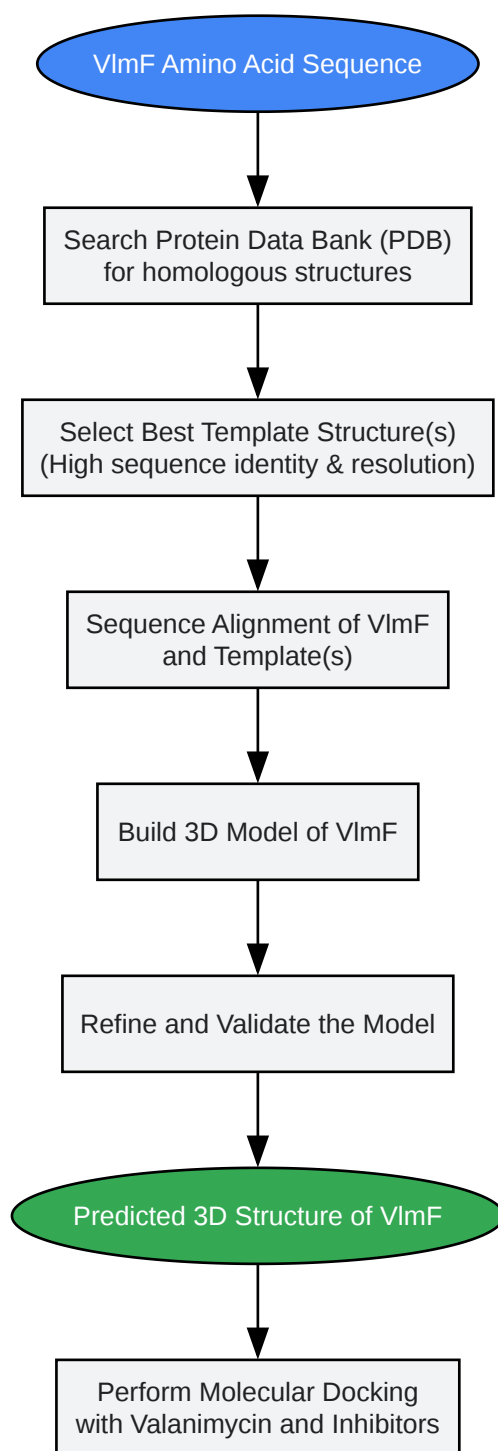 VlmF Amino Acid Sequence
Search Protein Data Bank (PDB)
for homologous structures
Select Best Template Structure(s)
(High sequence identity & resolution)
Sequence Alignment of VlmF
and Template(s)
Build 3D Model of VlmF
Refine and Validate the Model
Predicted 3D Structure of VlmF
Perform Molecular Docking
with Valanimycin and Inhibitors